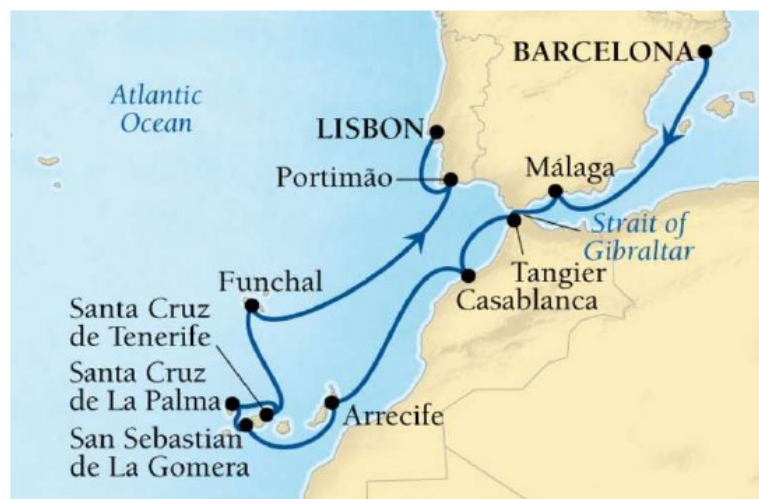 BARCELONA
Atlantic
Ocean
LISBON
Portimão
Málaga
Strait of
Gibraltar
Tangier
Casablanca
Funchal
Santa Cruz
de Tenerife
Santa Cruz
de La Palma
Arrecife
San Sebastian
de La Gomera